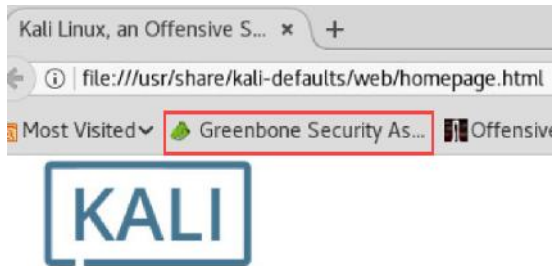 Kali Linux, an Offensive S... × +
file:///usr/share/kali-defaults/web/homepage.html
Most Visited Greenbone Security As... Offensive
KALI